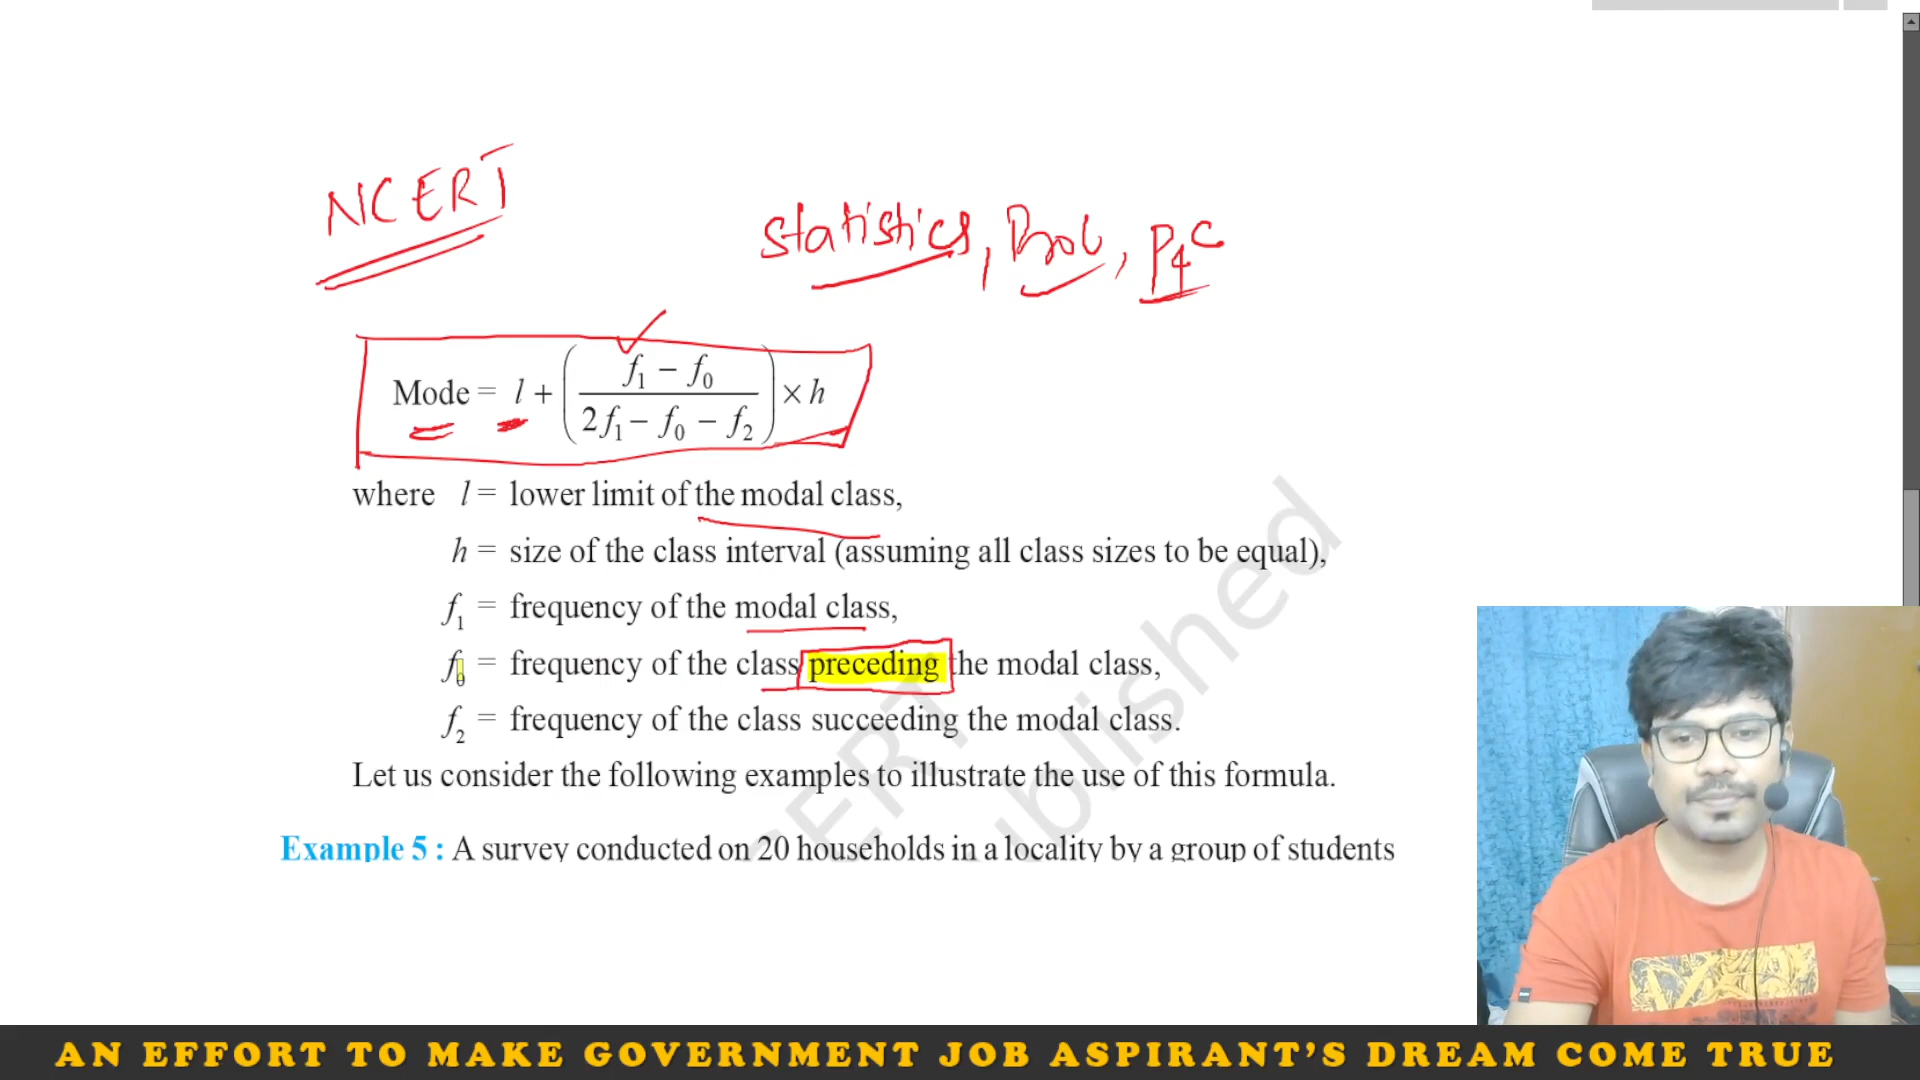 NCERT
Statistics, Prob, P&C
Mode = l + ( f₁ − f₀ / 2f₁ − f₀ − f₂ ) × h
where l = lower limit of the modal class,
h = size of the class interval (assuming all class sizes to be equal),
f₁ = frequency of the modal class,
f₀ = frequency of the class preceding the modal class,
f₂ = frequency of the class succeeding the modal class.
Let us consider the following examples to illustrate the use of this formula.
Example 5 : A survey conducted on 20 households in a locality by a group of students
AN EFFORT TO MAKE GOVERNMENT JOB ASPIRANT'S DREAM COME TRUE